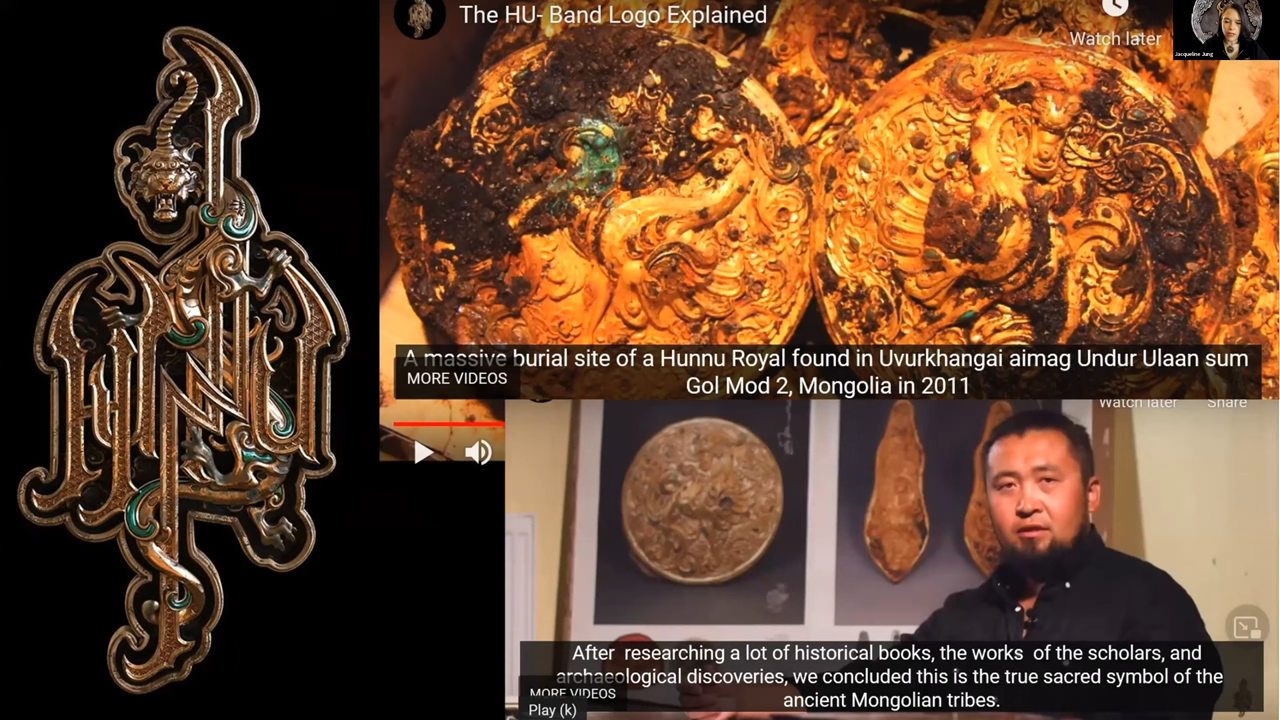 The HU- Band Logo Explained
Watch later
Jacqueline Jung
HU
A massive burial site of a Hunnu Royal found in Uvurkhangai aimag Undur Ulaan sum
Gol Mod 2, Mongolia in 2011
MORE VIDEOS
Watch later
Share
After researching a lot of historical books, the works of the scholars, and
archaeological discoveries, we concluded this is the true sacred symbol of the
ancient Mongolian tribes.
MORE VIDEOS
Play (k)